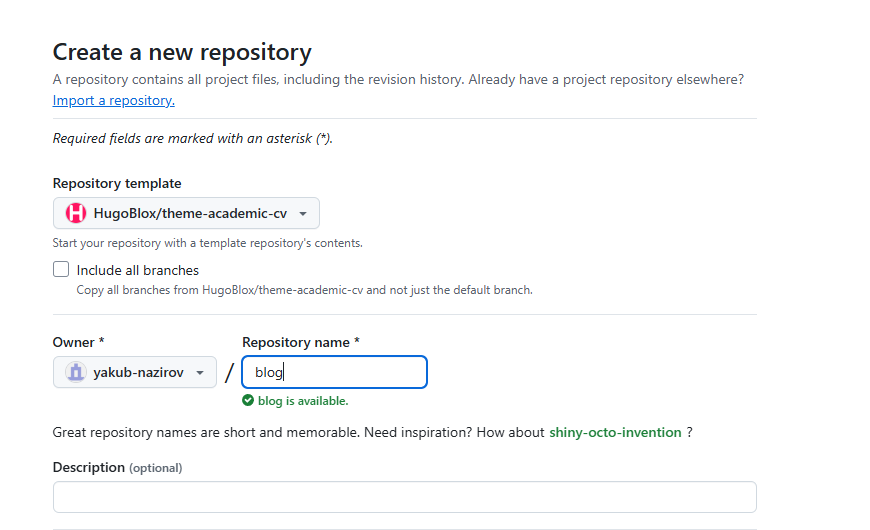 Create a new repository
A repository contains all project files, including the revision history. Already have a project repository elsewhere?
Import a repository.
Required fields are marked with an asterisk (*).
Repository template
HugoBlox/theme-academic-cv
Start your repository with a template repository's contents.
Include all branches
Copy all branches from HugoBlox/theme-academic-cv and not just the default branch.
Owner * Repository name *
yakub-nazirov / blog
blog is available.
Great repository names are short and memorable. Need inspiration? How about shiny-octo-invention ?
Description (optional)